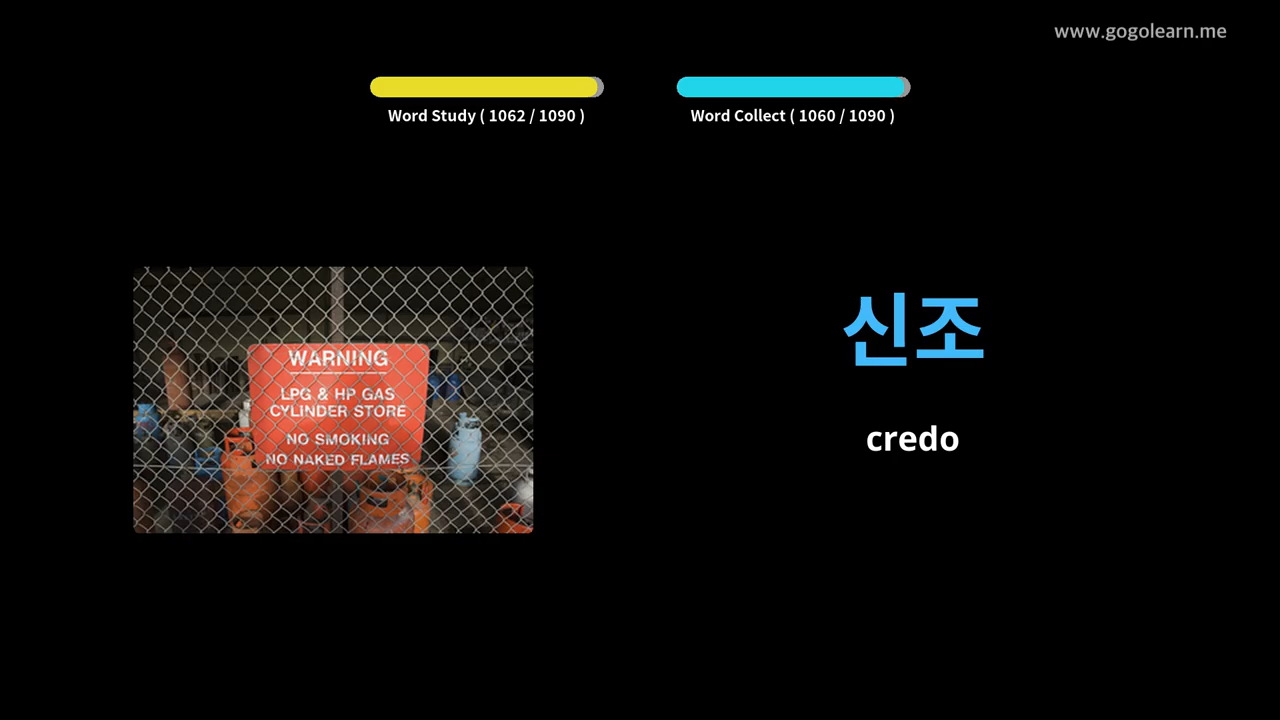 www.gogolearn.me
Word Study ( 1062 / 1090 )
Word Collect ( 1060 / 1090 )
WARNING
LPG & HP GAS
CYLINDER STORE
NO SMOKING
NO NAKED FLAMES
신조
credo